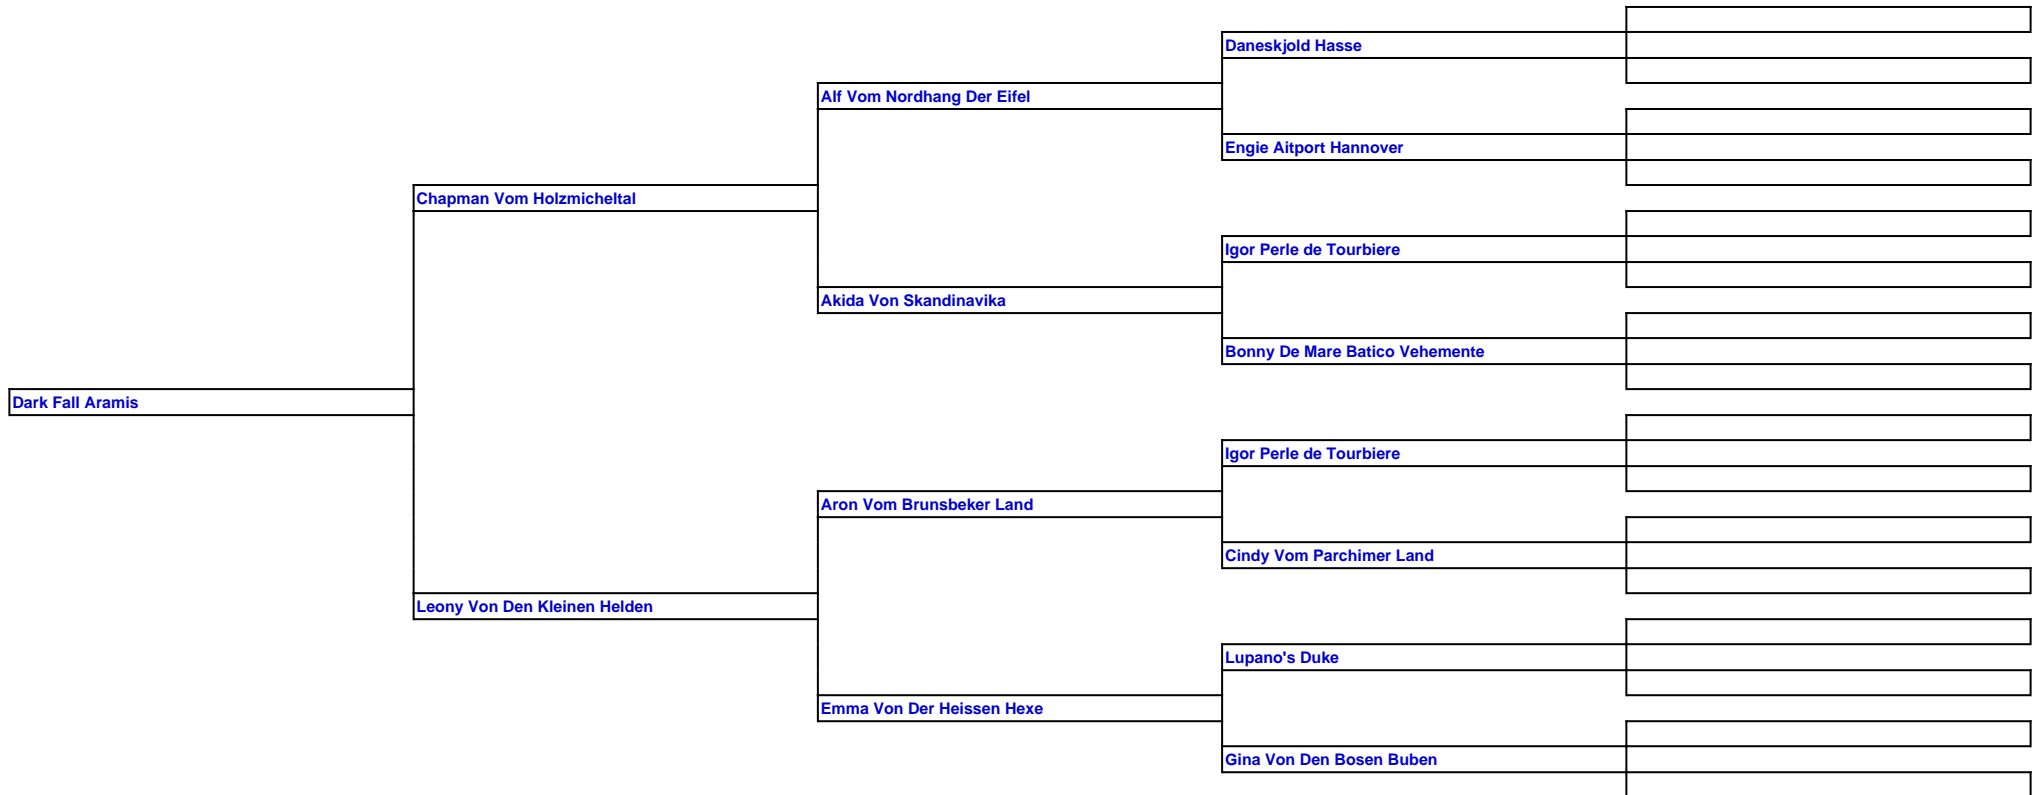 Daneskjold Hasse
Alf Vom Nordhang Der Eifel
Engie Aitport Hannover
Chapman Vom Holzmicheltal
Igor Perle de Tourbiere
Akida Von Skandinavika
Bonny De Mare Batico Vehemente
Dark Fall Aramis
Igor Perle de Tourbiere
Aron Vom Brunsbeker Land
Cindy Vom Parchimer Land
Leony Von Den Kleinen Helden
Lupano's Duke
Emma Von Der Heissen Hexe
Gina Von Den Bosen Buben